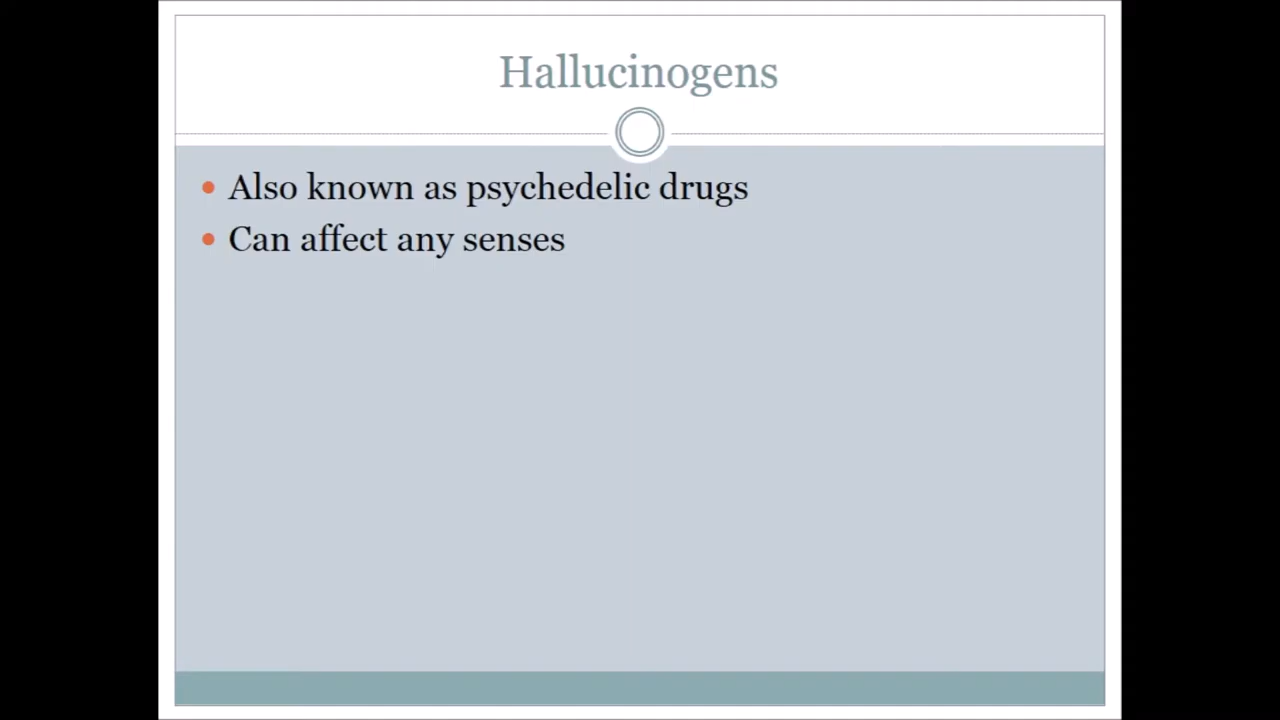 Hallucinogens
• Also known as psychedelic drugs
• Can affect any senses